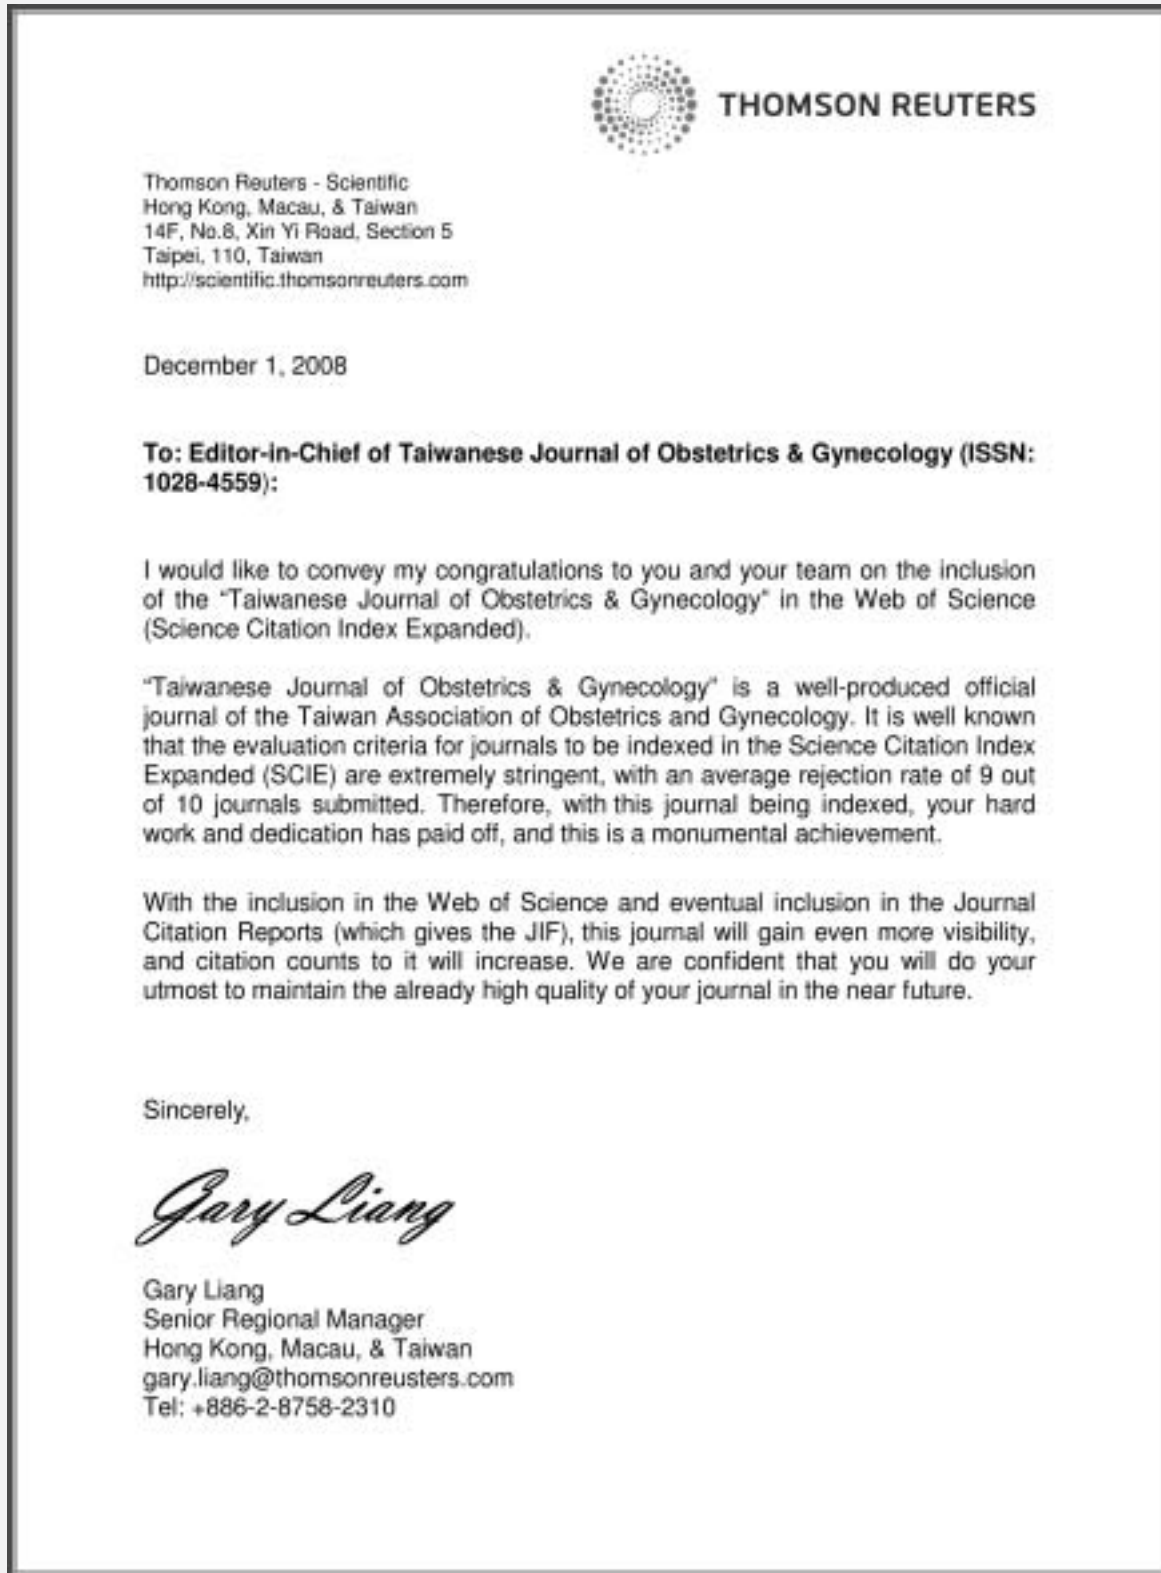 THOMSON REUTERS
Thomson Reuters - Scientific
Hong Kong, Macau, & Taiwan
14F, No.8, Xin Yi Road, Section 5
Taipei, 110, Taiwan
http://scientific.thomsonreuters.com
December 1, 2008
To: Editor-in-Chief of Taiwanese Journal of Obstetrics & Gynecology (ISSN:
1028-4559):
I would like to convey my congratulations to you and your team on the inclusion
of the “Taiwanese Journal of Obstetrics & Gynecology” in the Web of Science
(Science Citation Index Expanded).
“Taiwanese Journal of Obstetrics & Gynecology” is a well-produced official
journal of the Taiwan Association of Obstetrics and Gynecology. It is well known
that the evaluation criteria for journals to be indexed in the Science Citation Index
Expanded (SCIE) are extremely stringent, with an average rejection rate of 9 out
of 10 journals submitted. Therefore, with this journal being indexed, your hard
work and dedication has paid off, and this is a monumental achievement.
With the inclusion in the Web of Science and eventual inclusion in the Journal
Citation Reports (which gives the JIF), this journal will gain even more visibility,
and citation counts to it will increase. We are confident that you will do your
utmost to maintain the already high quality of your journal in the near future.
Sincerely,
Gary Liang
Gary Liang
Senior Regional Manager
Hong Kong, Macau, & Taiwan
gary.liang@thomsonreusters.com
Tel: +886-2-8758-2310